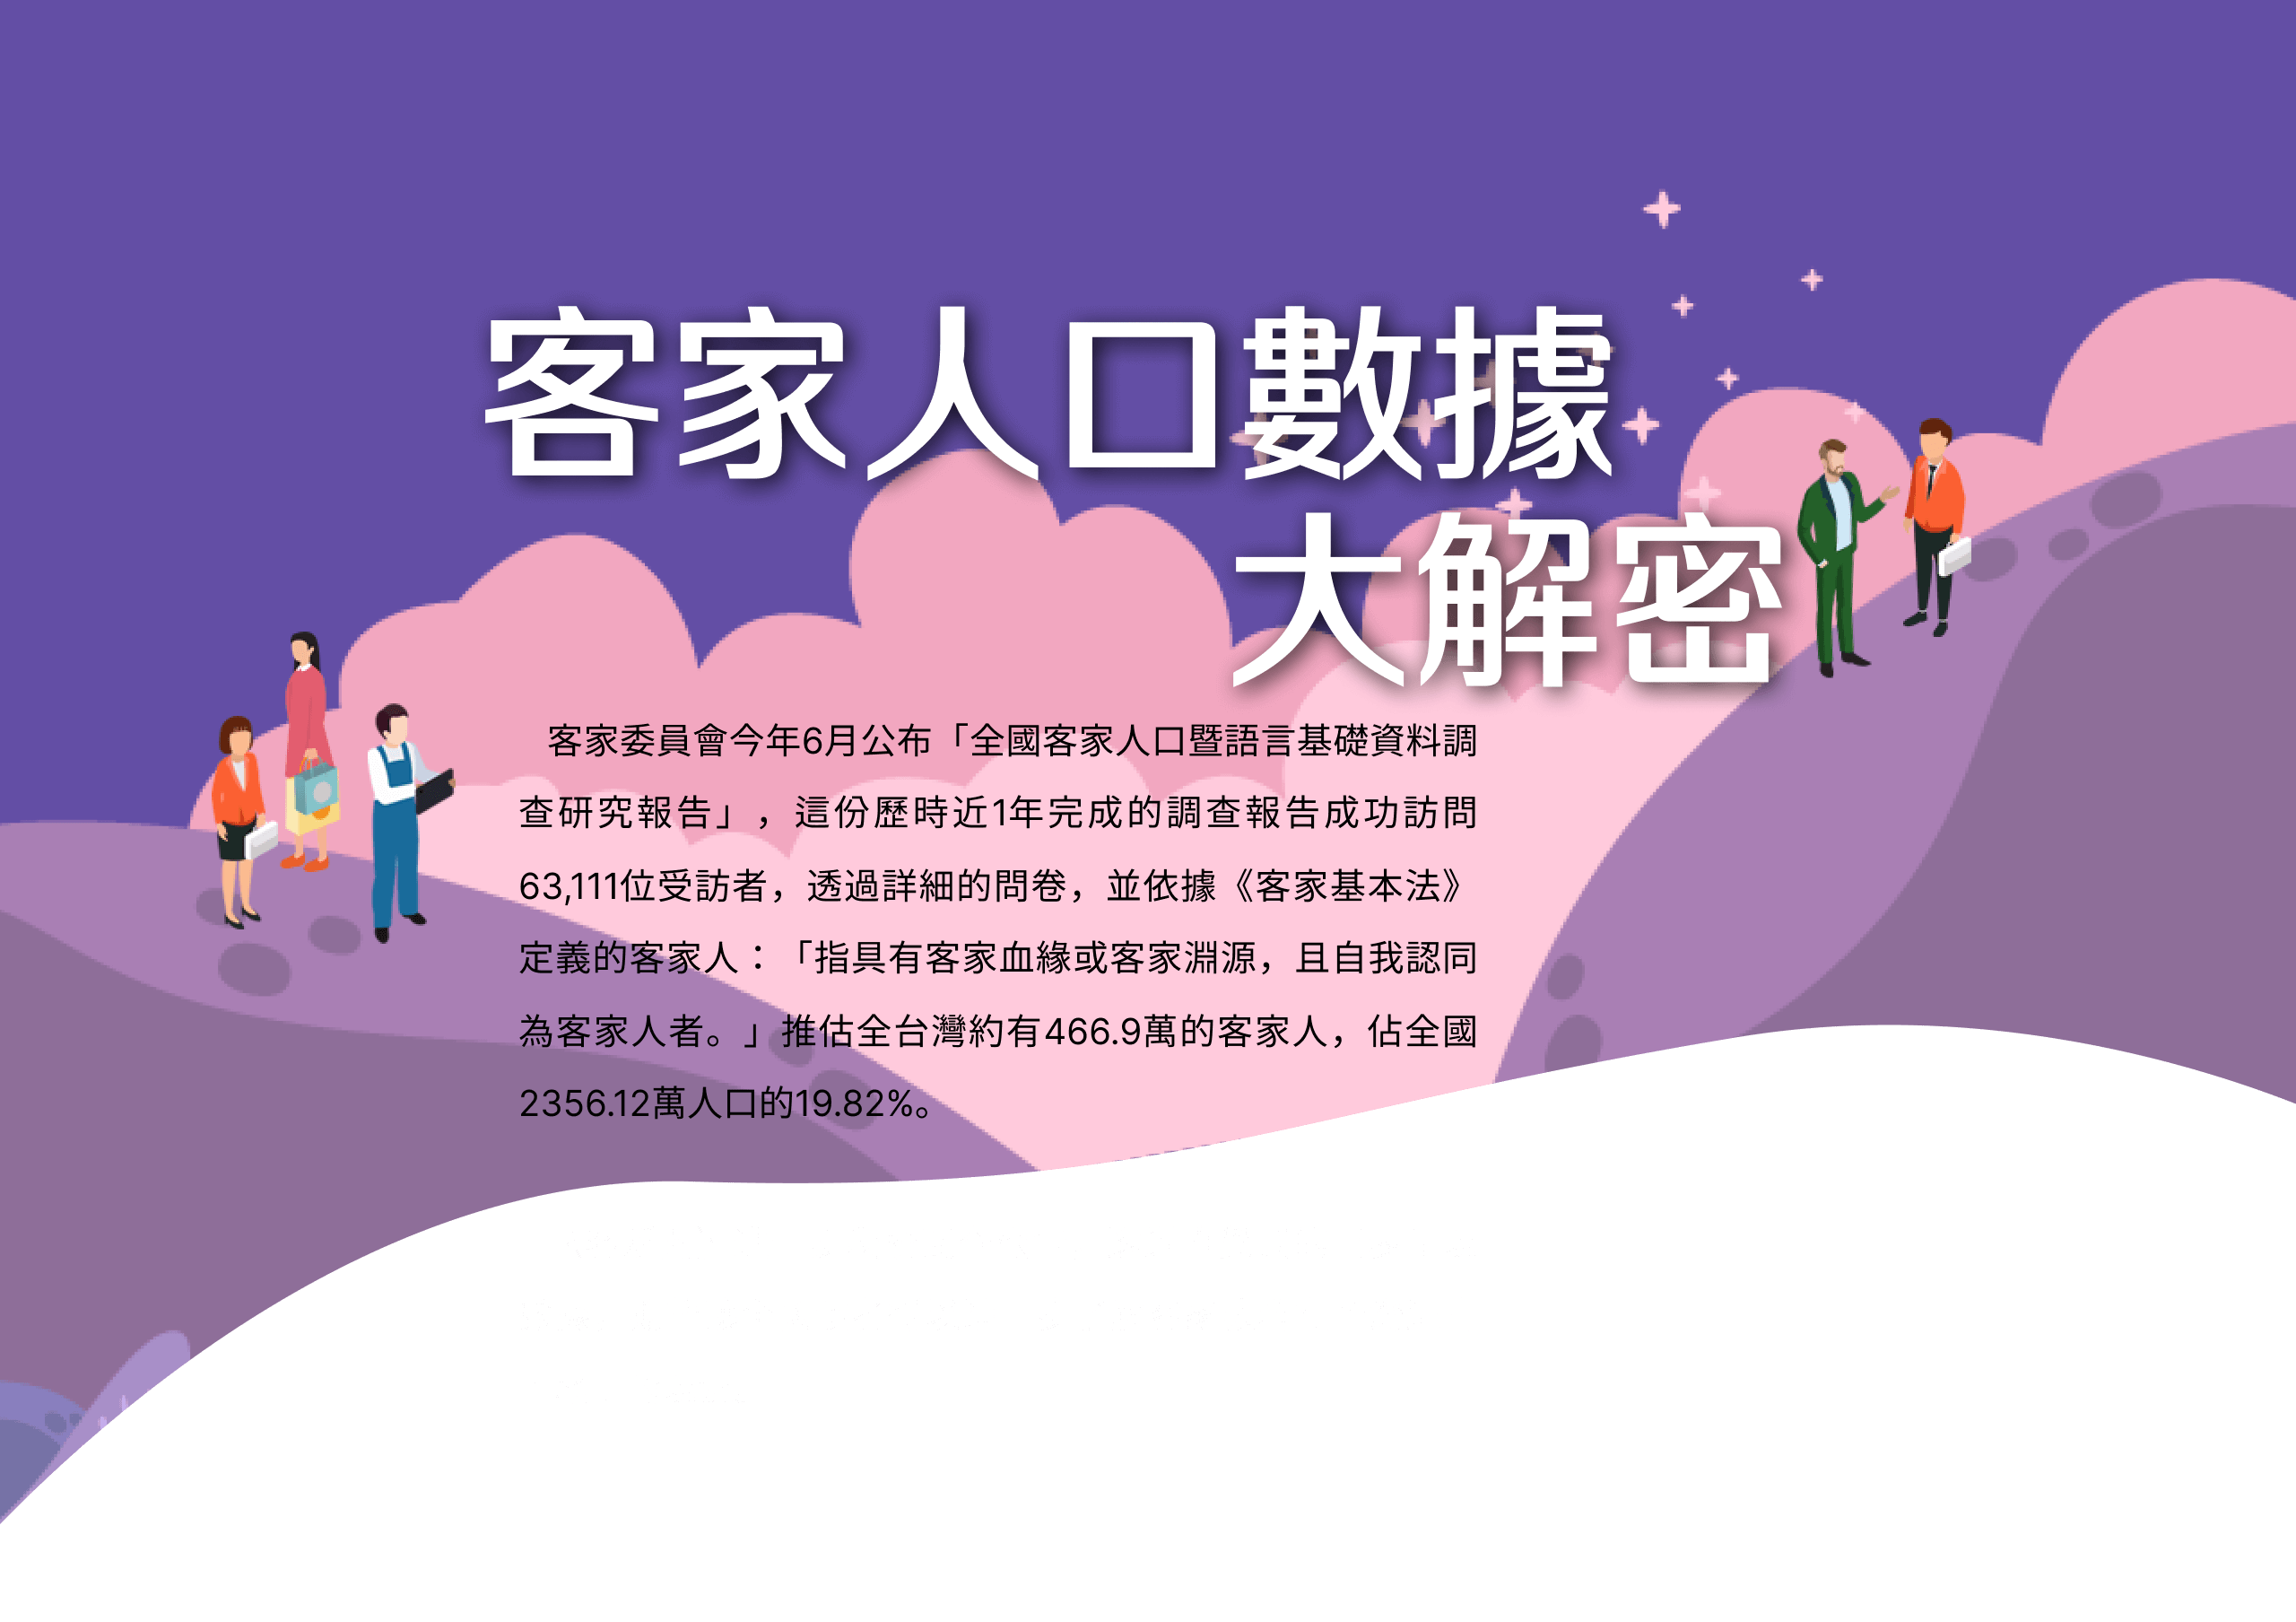 客家人口數據
大解密
客家委員會今年6月公布「全國客家人口暨語言基礎資料調
查研究報告」，這份歷時近1年完成的調查報告成功訪問
63,111位受訪者，透過詳細的問卷，並依據《客家基本法》
定義的客家人：「指具有客家血緣或客家淵源，且自我認同
為客家人者。」推估全台灣約有466.9萬的客家人，佔全國
2356.12萬人口的19.82%。